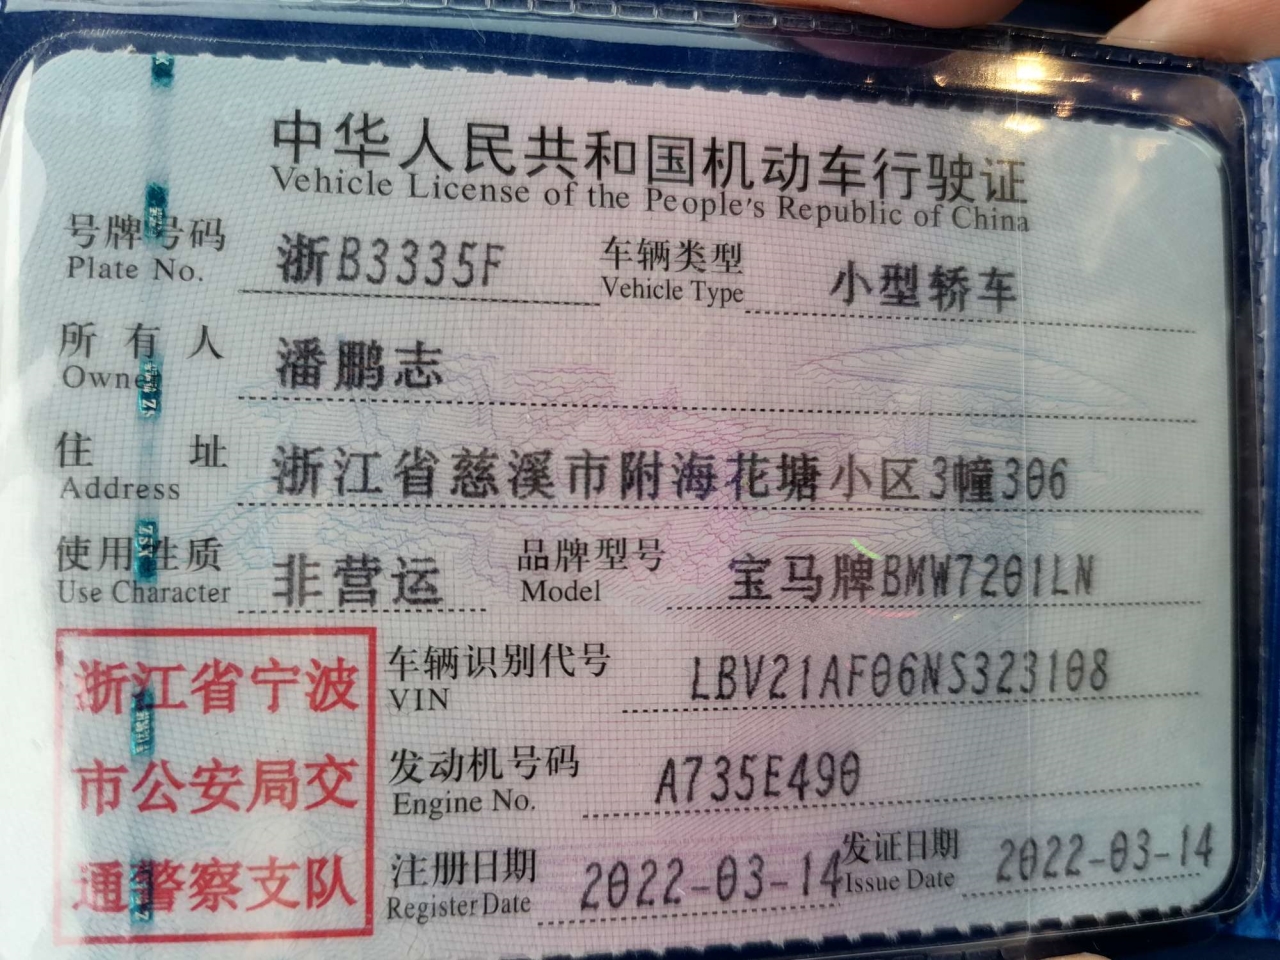 中华人民共和国机动车行驶证
Vehicle License of the People's Republic of China
号牌号码 浙B3335F 车辆类型 小型轿车
Plate No. Vehicle Type
所有人 潘鹏志
Owner
住址 浙江省慈溪市附海花塘小区3幢306
Address
使用性质 非营运 品牌型号 宝马牌BMW7201LN
Use Character Model
车辆识别代号 LBV21AF06NS323108
VIN
发动机号码 A735E490
Engine No.
注册日期 2022-03-14 发证日期 2022-03-14
Register Date Issue Date
浙江省宁波
市公安局交
通警察支队